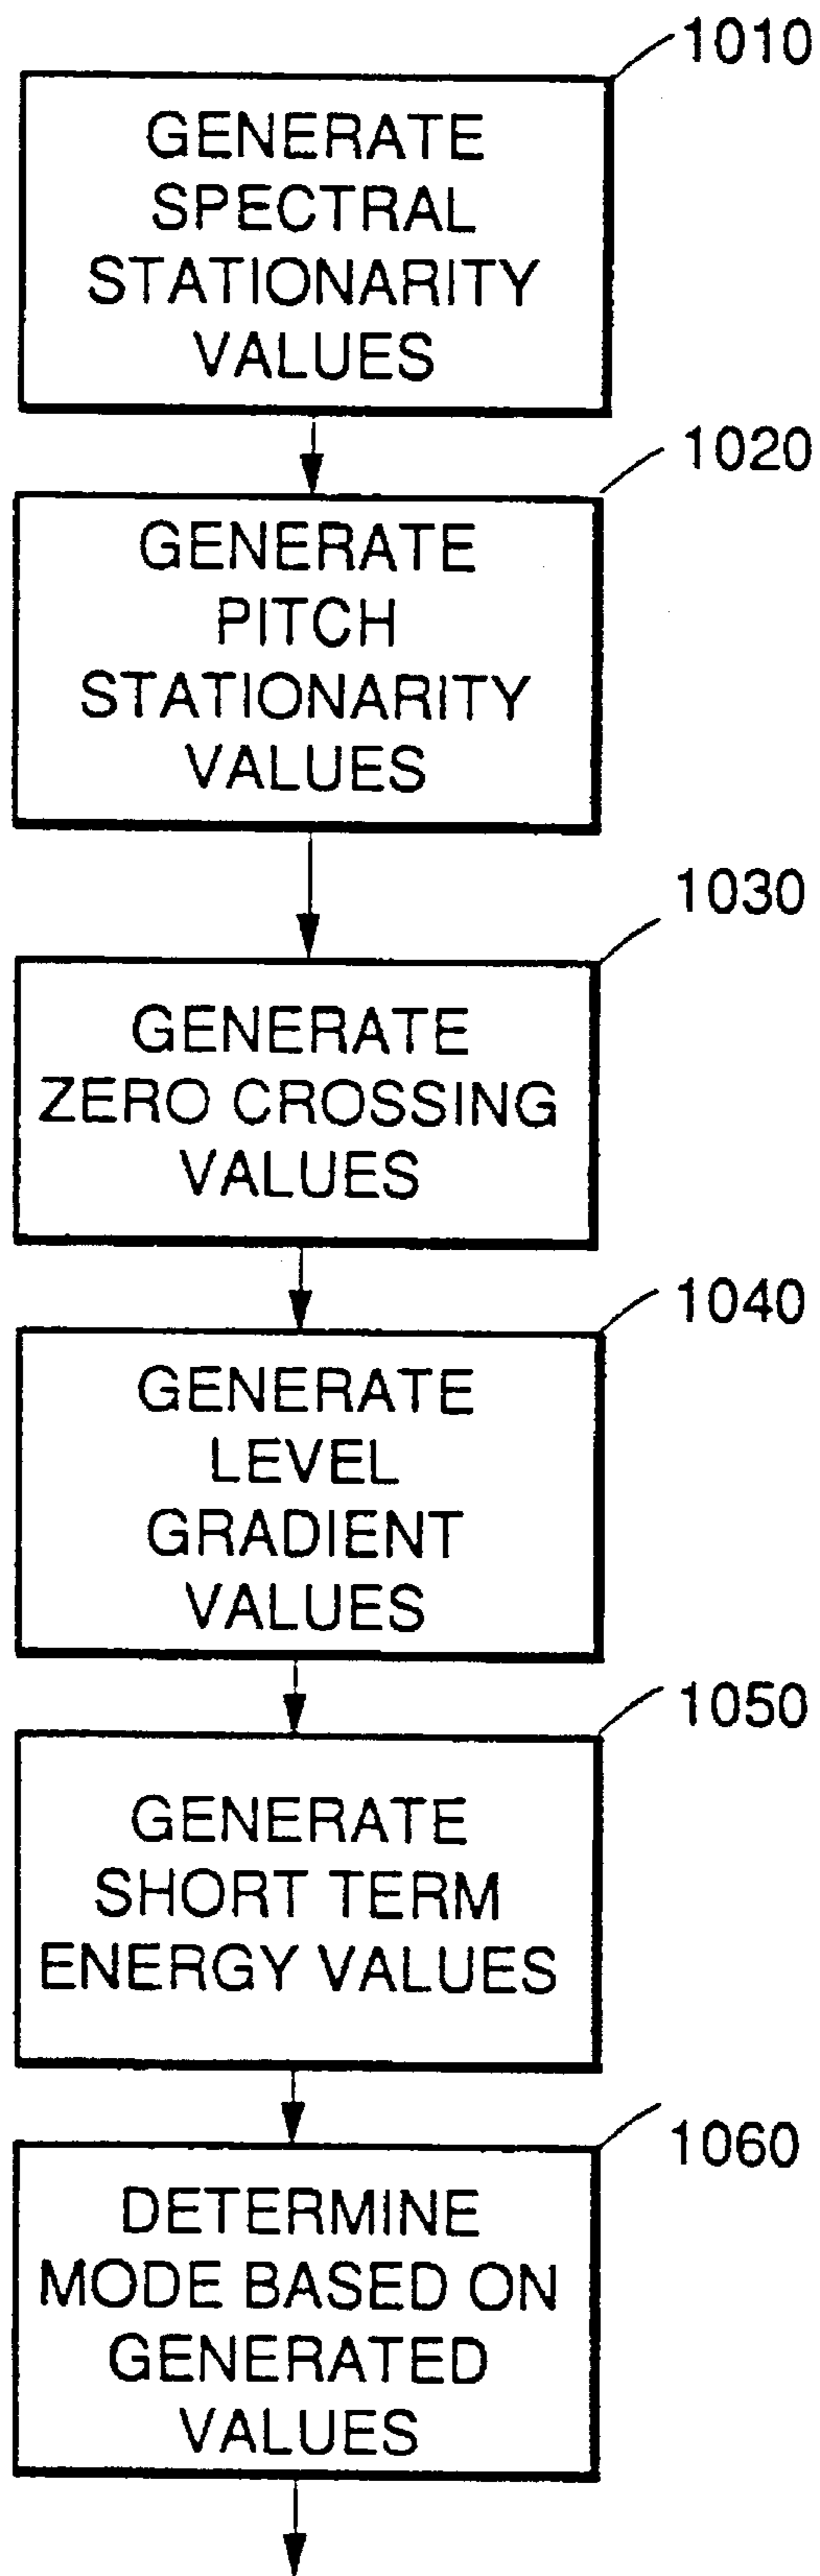 1010
GENERATE
SPECTRAL
STATIONARITY
VALUES
1020
GENERATE
PITCH
STATIONARITY
VALUES
1030
GENERATE
ZERO CROSSING
VALUES
1040
GENERATE
LEVEL
GRADIENT
VALUES
1050
GENERATE
SHORT TERM
ENERGY VALUES
1060
DETERMINE
MODE BASED ON
GENERATED
VALUES